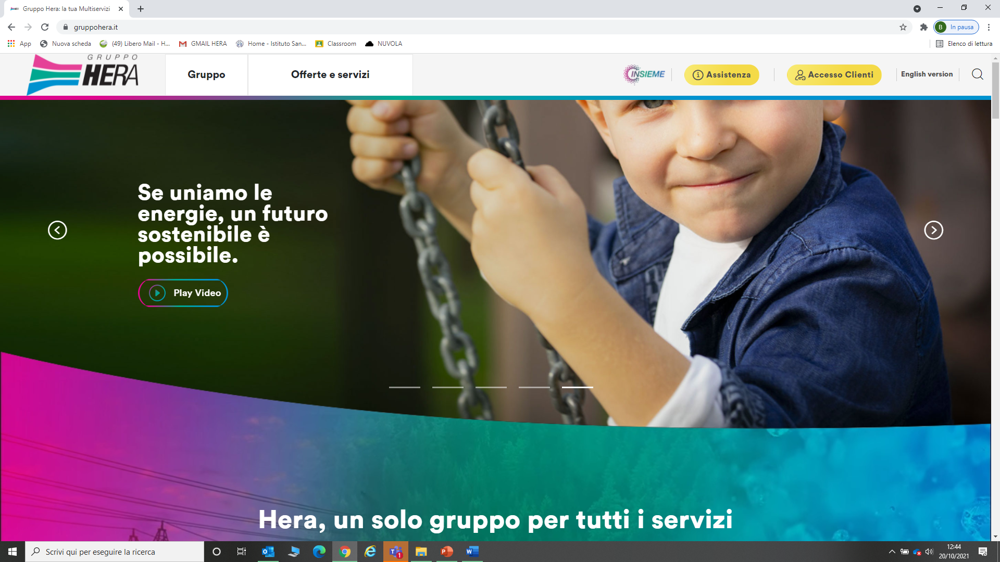 Gruppo Hera: la tua Multiservizi
gruppohera.it
B In pausa
App Nuova scheda (49) Libero Mail - H... GMAIL HERA Home - Istituto San... Classroom NUVOLA Elenco di lettura
GRUPPO
HERA
Gruppo
Offerte e servizi
INSIEME
Assistenza
Accesso Clienti
English version
Se uniamo le
energie, un futuro
sostenibile è
possibile.
Play Video
Hera, un solo gruppo per tutti i servizi
Scrivi qui per eseguire la ricerca
1
12:44
20/10/2021